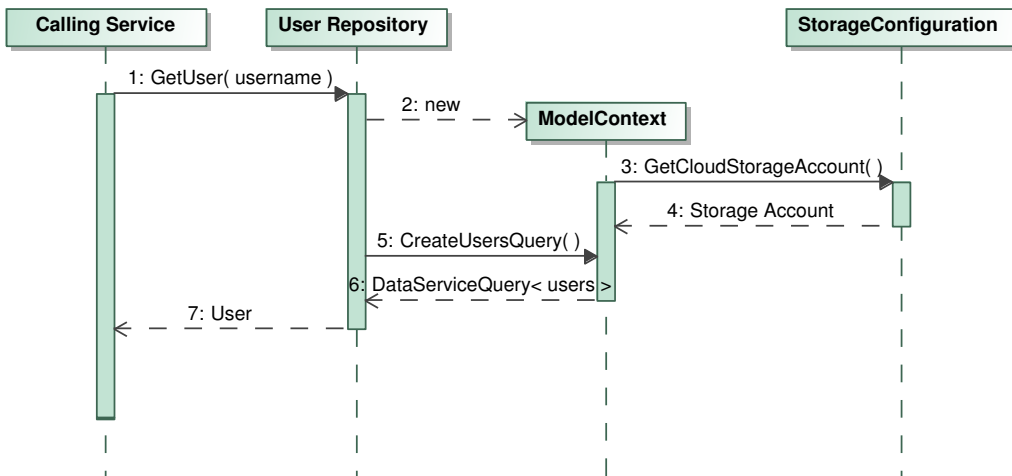 Calling Service
User Repository
StorageConfiguration
1: GetUser( username )
2: new
ModelContext
3: GetCloudStorageAccount( )
4: Storage Account
5: CreateUsersQuery( )
6: DataServiceQuery< users >
7: User